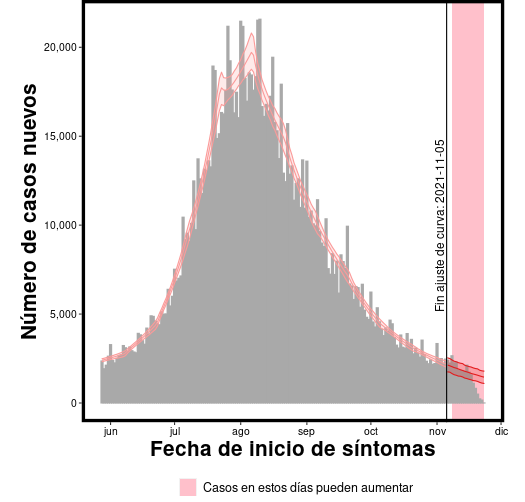 Número de casos nuevos
20,000
15,000
10,000
5,000
0
Fin ajuste de curva: 2021-11-05
jun jul ago sep oct nov dic
Fecha de inicio de síntomas
Casos en estos días pueden aumentar